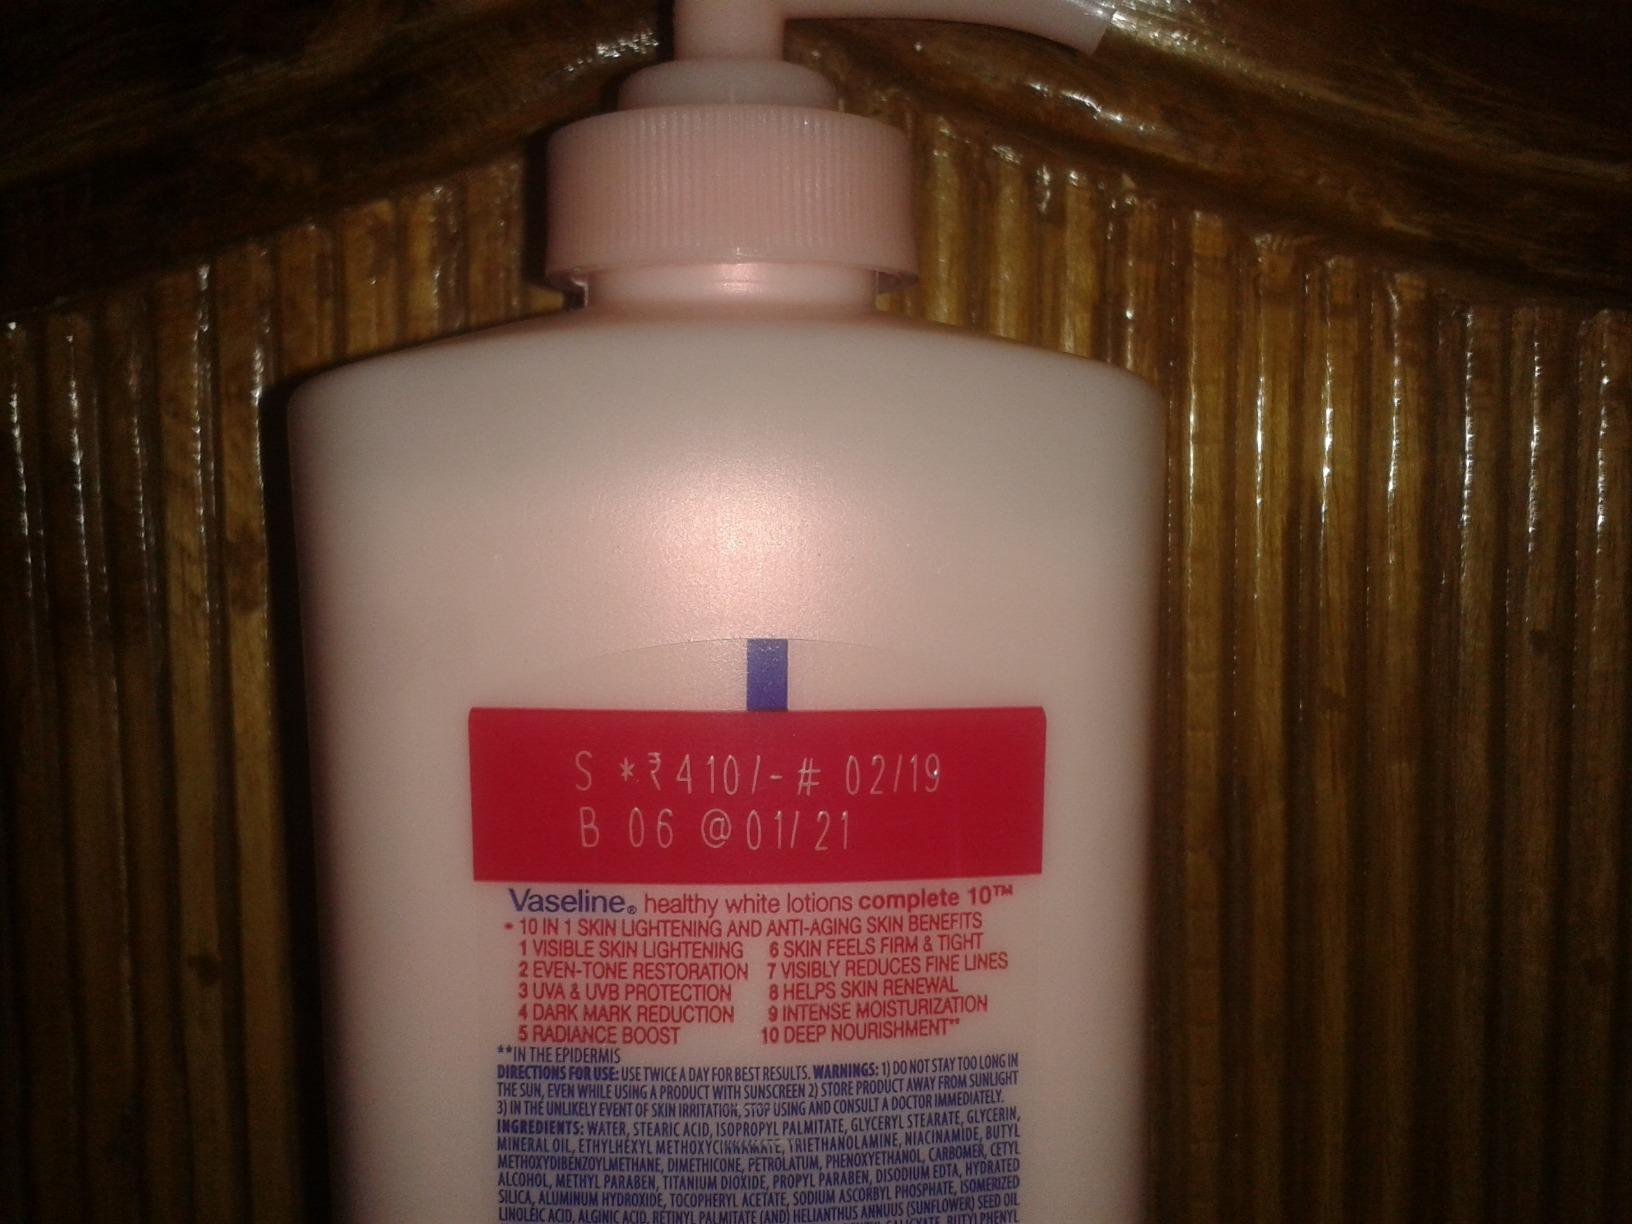 S *₹410/-# 02/19
B 06 @01/21
Vaseline® healthy white lotions complete 10™
* 10 IN 1 SKIN LIGHTENING AND ANTI-AGING SKIN BENEFITS
1 VISIBLE SKIN LIGHTENING 6 SKIN FEELS FIRM & TIGHT
2 EVEN-TONE RESTORATION 7 VISIBLY REDUCES FINE LINES
3 UVA & UVB PROTECTION 8 HELPS SKIN RENEWAL
4 DARK MARK REDUCTION 9 INTENSE MOISTURIZATION
5 RADIANCE BOOST 10 DEEP NOURISHMENT**
**IN THE EPIDERMIS
DIRECTIONS FOR USE: USE TWICE A DAY FOR BEST RESULTS. WARNINGS: 1) DO NOT STAY TOO LONG IN
THE SUN, EVEN WHILE USING A PRODUCT WITH SUNSCREEN 2) STORE PRODUCT AWAY FROM SUNLIGHT
3) IN THE UNLIKELY EVENT OF SKIN IRRITATION, STOP USING AND CONSULT A DOCTOR IMMEDIATELY.
INGREDIENTS: WATER, STEARIC ACID, ISOPROPYL PALMITATE, GLYCERYL STEARATE, GLYCERIN,
MINERAL OIL, ETHYLHEXYL METHOXYCINNAMATE, TRIETHANOLAMINE, NIACINAMIDE, BUTYL
METHOXYDIBENZOYLMETHANE, DIMETHICONE, PETROLATUM, PHENOXYETHANOL, CARBOMER, CETYL
ALCOHOL, METHYL PARABEN, TITANIUM DIOXIDE, PROPYL PARABEN, DISODIUM EDTA, HYDRATED
SILICA, ALUMINUM HYDROXIDE, TOCOPHERYL ACETATE, SODIUM ASCORBYL PHOSPHATE, ISOMERIZED
LINOLEIC ACID, ALGINIC ACID, RETINYL PALMITATE (AND) HELIANTHUS ANNUUS (SUNFLOWER) SEED OIL
BUTYLPHENYL